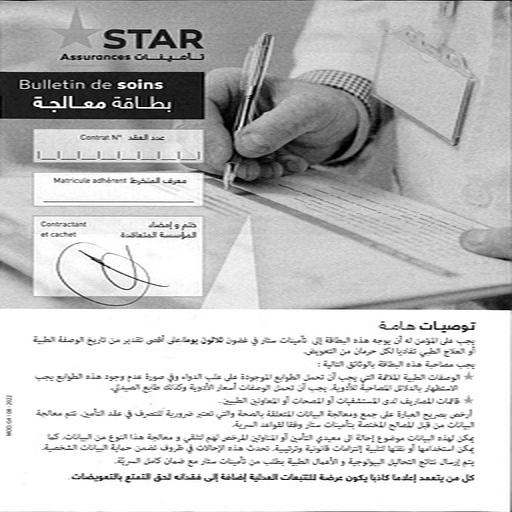 STAR
Assurances تأمينات
Bulletin de soins
بطاقة معالجة
Contrat N° عدد العقد
Matricule adhérent معرف المنخرط
Contractant ختم و إمضاء
et cachet المؤسسة المتعاقدة
توصيات هامة
يجب على المؤمن له أن يوجه هذه البطاقة إلى تأمينات ستار في غضون ثلاثون يوما على أقصى تقدير من تاريخ الوصفة الطبية
أو العلاج الطبي تفاديا لكل حرمان من التعويض.
يجب مصاحبة هذه البطاقة بالوثائق التالية :
الوصفات الطبية الملائمة التي يجب أن تحمل الطوابع الموجودة على علب الدواء وفي صورة عدم وجود هذه الطوابع يجب
الاستظهار بالدلائل المصاحبة للأدوية. يجب أن تحمل الوصفات أسعار الأدوية وكذلك طابع الصيدلي.
قائمات المصاريف لدى المستشفيات أو المصحات أو المعاونين الطبيين.
أرخص بصريح العبارة على جمع ومعالجة البيانات المتعلقة بالصحة والتي تعتبر ضرورية للتصرف في عقد التأمين. تتم معالجة
البيانات من قبل المصالح المختصة بتأمينات ستار وفقا لقواعد السرية.
يمكن لهذه البيانات موضوع إحالة الى معيدي التأمين أو المناولين المرخص لهم لتلقي و معالجة هذا النوع من البيانات. كما
يمكن استخدامها أو نقلها لتلبية إلتزامات قانونية وترتيبية. تحدث هذه الإحالات في ظروف تضمن حماية البيانات الشخصية.
يتم إرسال نتائج التحاليل البيولوجية و الأعمال الطبية بطلب من تأمينات ستار مع ضمان كامل السرية.
كل من يتعمد إعلاما كاذبا يكون عرضة للتتبعات العدلية إضافة إلى فقدانه لحق التمتع بالتعويضات.